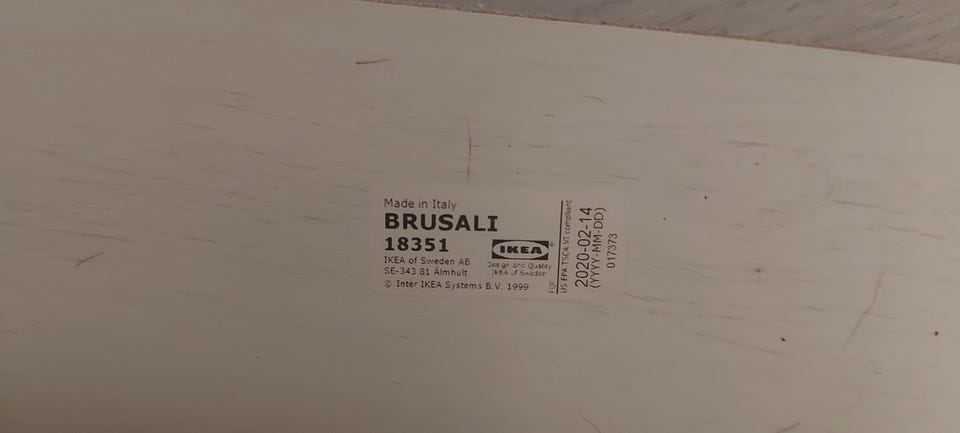 Made in Italy
BRUSALI
18351
IKEA of Sweden AB
SE-343 81 Älmhult
© Inter IKEA Systems B.V. 1999
IKEA®
Design and Quality
IKEA of Sweden
US EPA TSCA VI compliant
2020-02-14
(YYYY-MM-DD)
017373